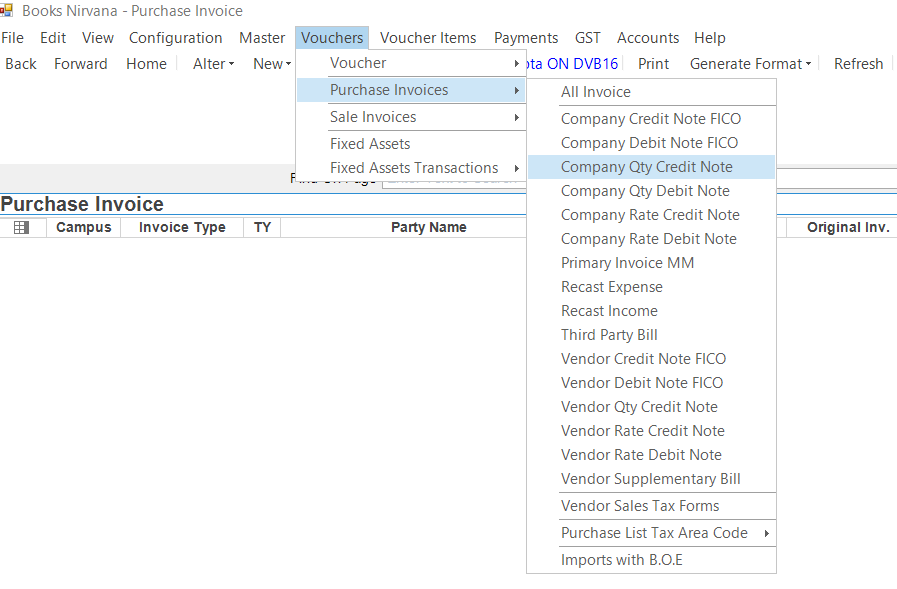 Books Nirvana - Purchase Invoice
File Edit View Configuration Master Vouchers Voucher Items Payments GST Accounts Help
Back Forward Home Alter New ON DVB16 Print Generate Format Refresh
Voucher
Purchase Invoices
Sale Invoices
Fixed Assets
Fixed Assets Transactions
All Invoice
Company Credit Note FICO
Company Debit Note FICO
Company Qty Credit Note
Company Qty Debit Note
Company Rate Credit Note
Company Rate Debit Note
Primary Invoice MM
Recast Expense
Recast Income
Third Party Bill
Vendor Credit Note FICO
Vendor Debit Note FICO
Vendor Qty Credit Note
Vendor Rate Credit Note
Vendor Rate Debit Note
Vendor Supplementary Bill
Vendor Sales Tax Forms
Purchase List Tax Area Code
Imports with B.O.E
Purchase Invoice
Campus Invoice Type TY Party Name Original Inv.